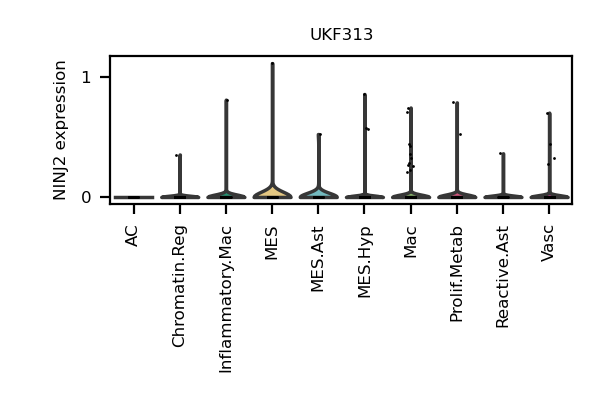 UKF313
NINJ2 expression
1
0
AC
Chromatin.Reg
Inflammatory.Mac
MES
MES.Ast
MES.Hyp
Mac
Prolif.Metab
Reactive.Ast
Vasc